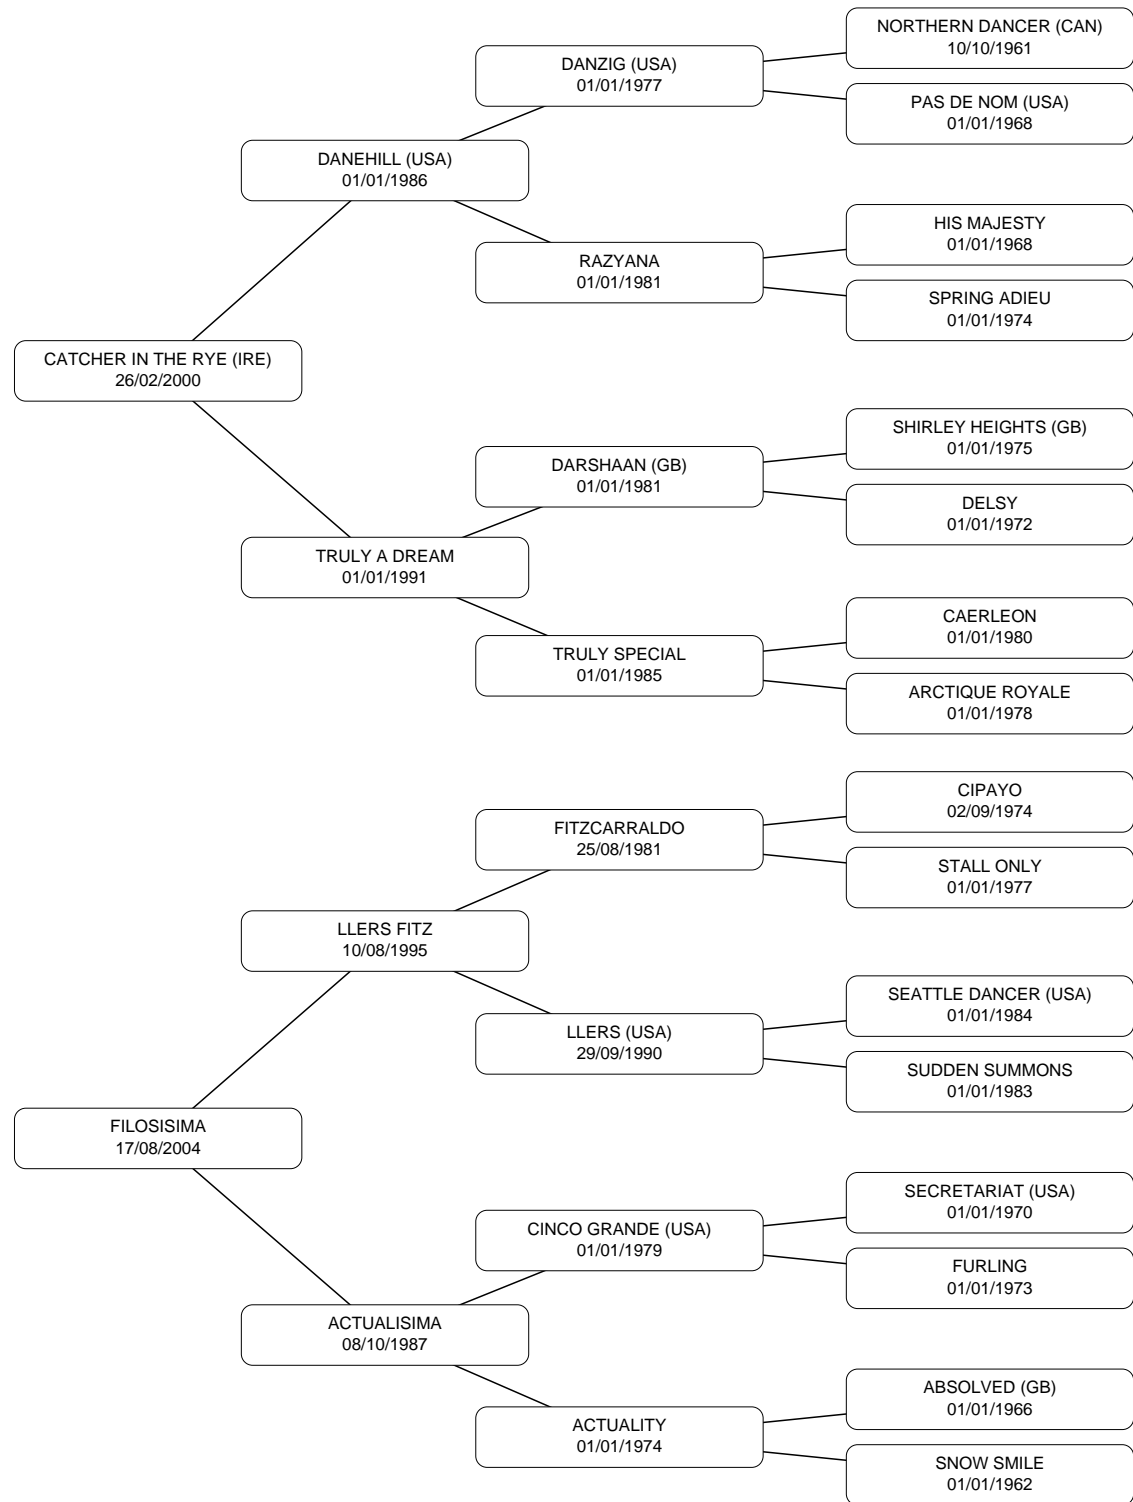 NORTHERN DANCER (CAN)
10/10/1961
DANZIG (USA)
01/01/1977
PAS DE NOM (USA)
01/01/1968
DANEHILL (USA)
01/01/1986
HIS MAJESTY
01/01/1968
RAZYANA
01/01/1981
SPRING ADIEU
01/01/1974
CATCHER IN THE RYE (IRE)
26/02/2000
SHIRLEY HEIGHTS (GB)
01/01/1975
DARSHAAN (GB)
01/01/1981
DELSY
01/01/1972
TRULY A DREAM
01/01/1991
CAERLEON
01/01/1980
TRULY SPECIAL
01/01/1985
ARCTIQUE ROYALE
01/01/1978
CIPAYO
02/09/1974
FITZCARRALDO
25/08/1981
STALL ONLY
01/01/1977
LLERS FITZ
10/08/1995
SEATTLE DANCER (USA)
01/01/1984
LLERS (USA)
29/09/1990
SUDDEN SUMMONS
01/01/1983
FILOSISIMA
17/08/2004
SECRETARIAT (USA)
01/01/1970
CINCO GRANDE (USA)
01/01/1979
FURLING
01/01/1973
ACTUALISIMA
08/10/1987
ABSOLVED (GB)
01/01/1966
ACTUALITY
01/01/1974
SNOW SMILE
01/01/1962